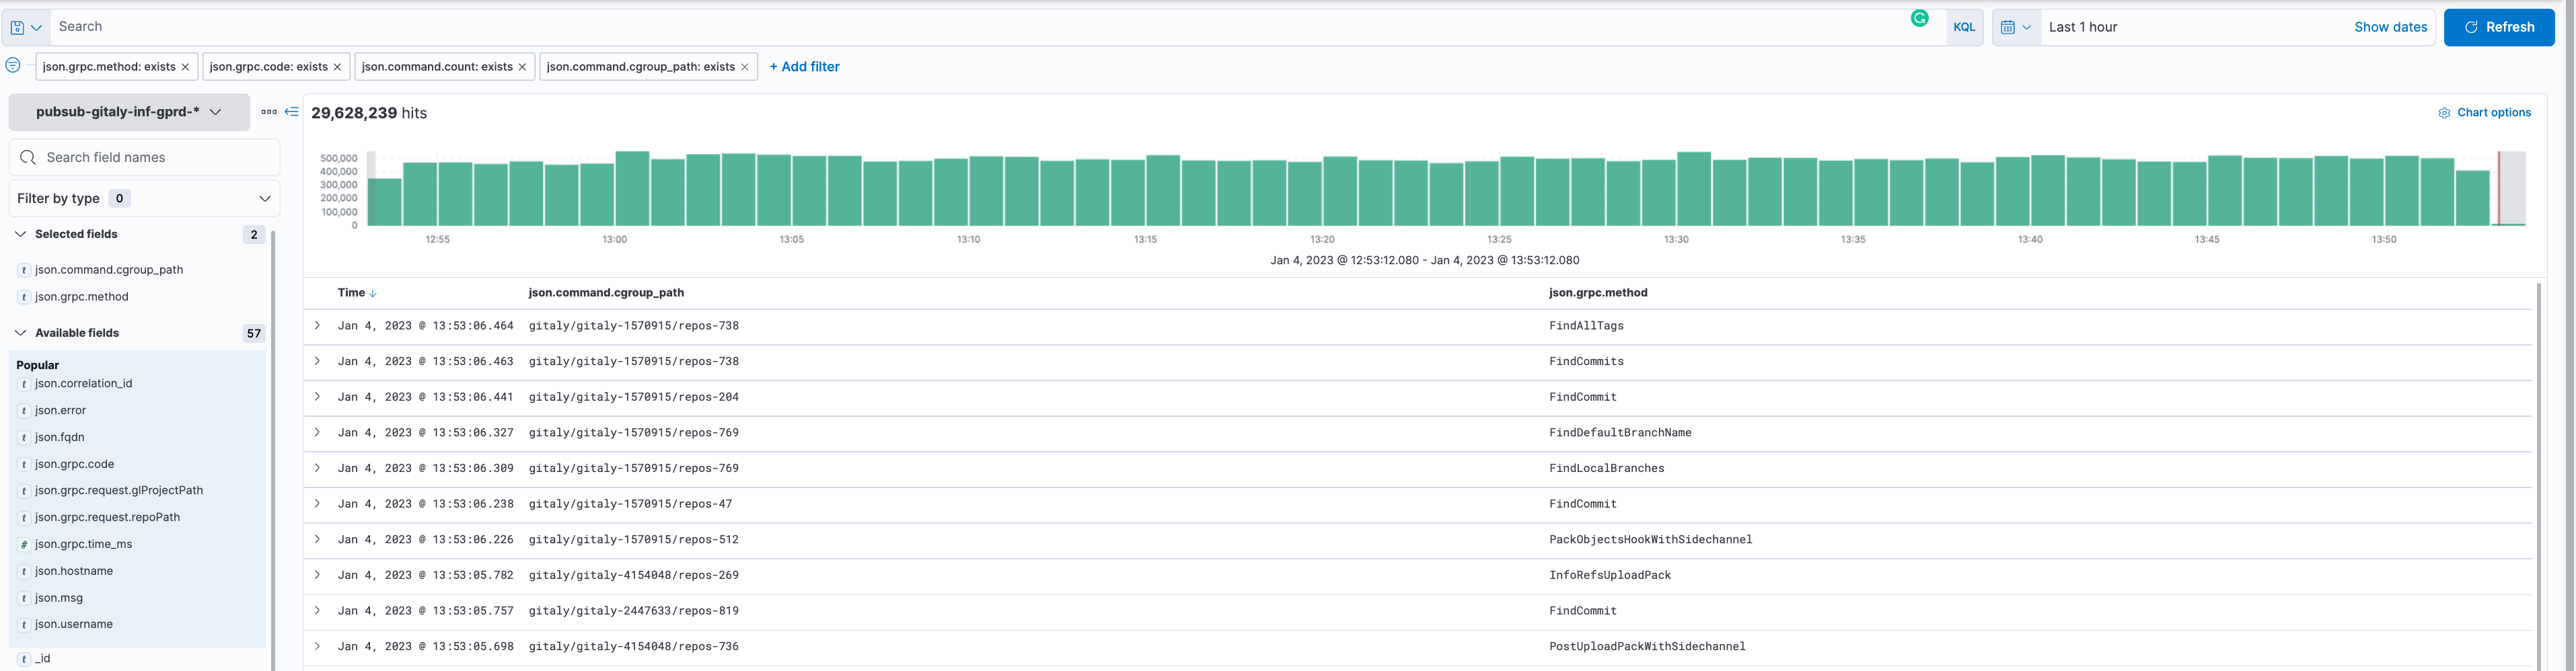 Search
KQL
Last 1 hour
Show dates
Refresh
json.grpc.method: exists ×
json.grpc.code: exists ×
json.command.count: exists ×
json.command.cgroup_path: exists ×
+ Add filter
pubsub-gitaly-inf-gprd-*
Search field names
Filter by type 0
Selected fields 2
t json.command.cgroup_path
t json.grpc.method
Available fields 57
Popular
t json.correlation_id
t json.error
t json.fqdn
t json.grpc.code
t json.grpc.request.glProjectPath
t json.grpc.request.repoPath
# json.grpc.time_ms
t json.hostname
t json.msg
t json.username
t _id
29,628,239 hits
Chart options
500,000
400,000
300,000
200,000
100,000
0
12:55 13:00 13:05 13:10 13:15 13:20 13:25 13:30 13:35 13:40 13:45 13:50
Jan 4, 2023 @ 12:53:12.080 - Jan 4, 2023 @ 13:53:12.080
Time json.command.cgroup_path json.grpc.method
Jan 4, 2023 @ 13:53:06.464 gitaly/gitaly-1570915/repos-738 FindAllTags
Jan 4, 2023 @ 13:53:06.463 gitaly/gitaly-1570915/repos-738 FindCommits
Jan 4, 2023 @ 13:53:06.441 gitaly/gitaly-1570915/repos-204 FindCommit
Jan 4, 2023 @ 13:53:06.327 gitaly/gitaly-1570915/repos-769 FindDefaultBranchName
Jan 4, 2023 @ 13:53:06.309 gitaly/gitaly-1570915/repos-769 FindLocalBranches
Jan 4, 2023 @ 13:53:06.238 gitaly/gitaly-1570915/repos-47 FindCommit
Jan 4, 2023 @ 13:53:06.226 gitaly/gitaly-1570915/repos-512 PackObjectsHookWithSidechannel
Jan 4, 2023 @ 13:53:05.782 gitaly/gitaly-4154048/repos-269 InfoRefsUploadPack
Jan 4, 2023 @ 13:53:05.757 gitaly/gitaly-2447633/repos-819 FindCommit
Jan 4, 2023 @ 13:53:05.698 gitaly/gitaly-4154048/repos-736 PostUploadPackWithSidechannel